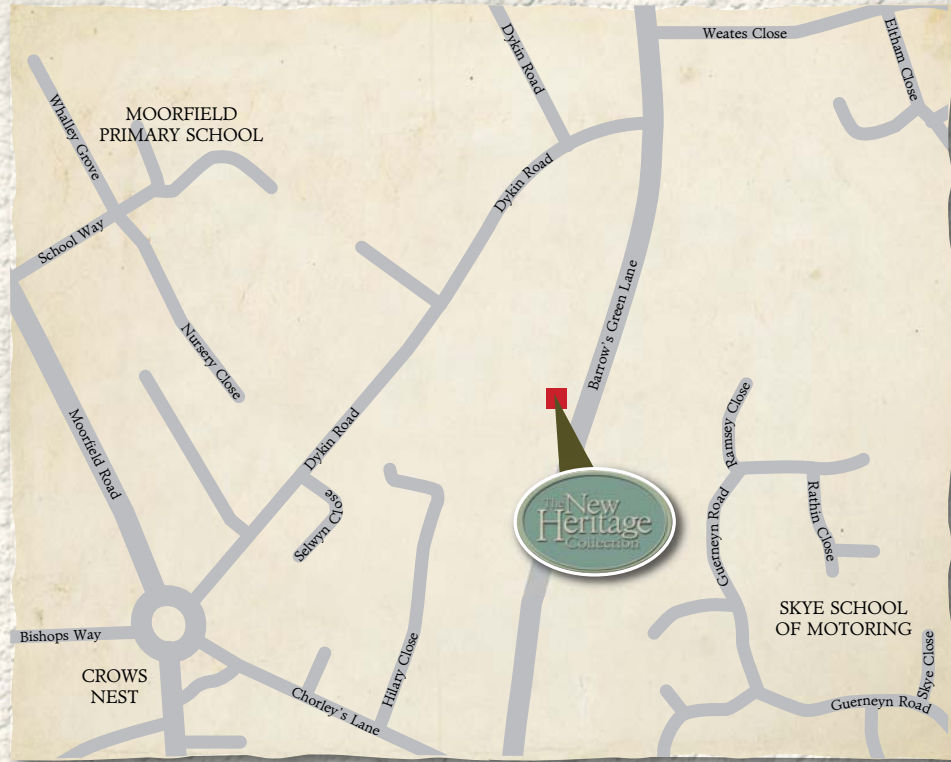 Weates Close
Eltham Close
Dykin Road
MOORFIELD
PRIMARY SCHOOL
Whalley Grove
Dykin Road
School Way
Barrow's Green Lane
Nursery Close
Ramsey Close
Moorfield Road
Dykin Road
Selwyn Close
The New
Heritage
Collection
Guerneyn Road
Rathin Close
SKYE SCHOOL
OF MOTORING
Bishops Way
CROWS
NEST
Hilary Close
Chorley's Lane
Skye Close
Guerneyn Road